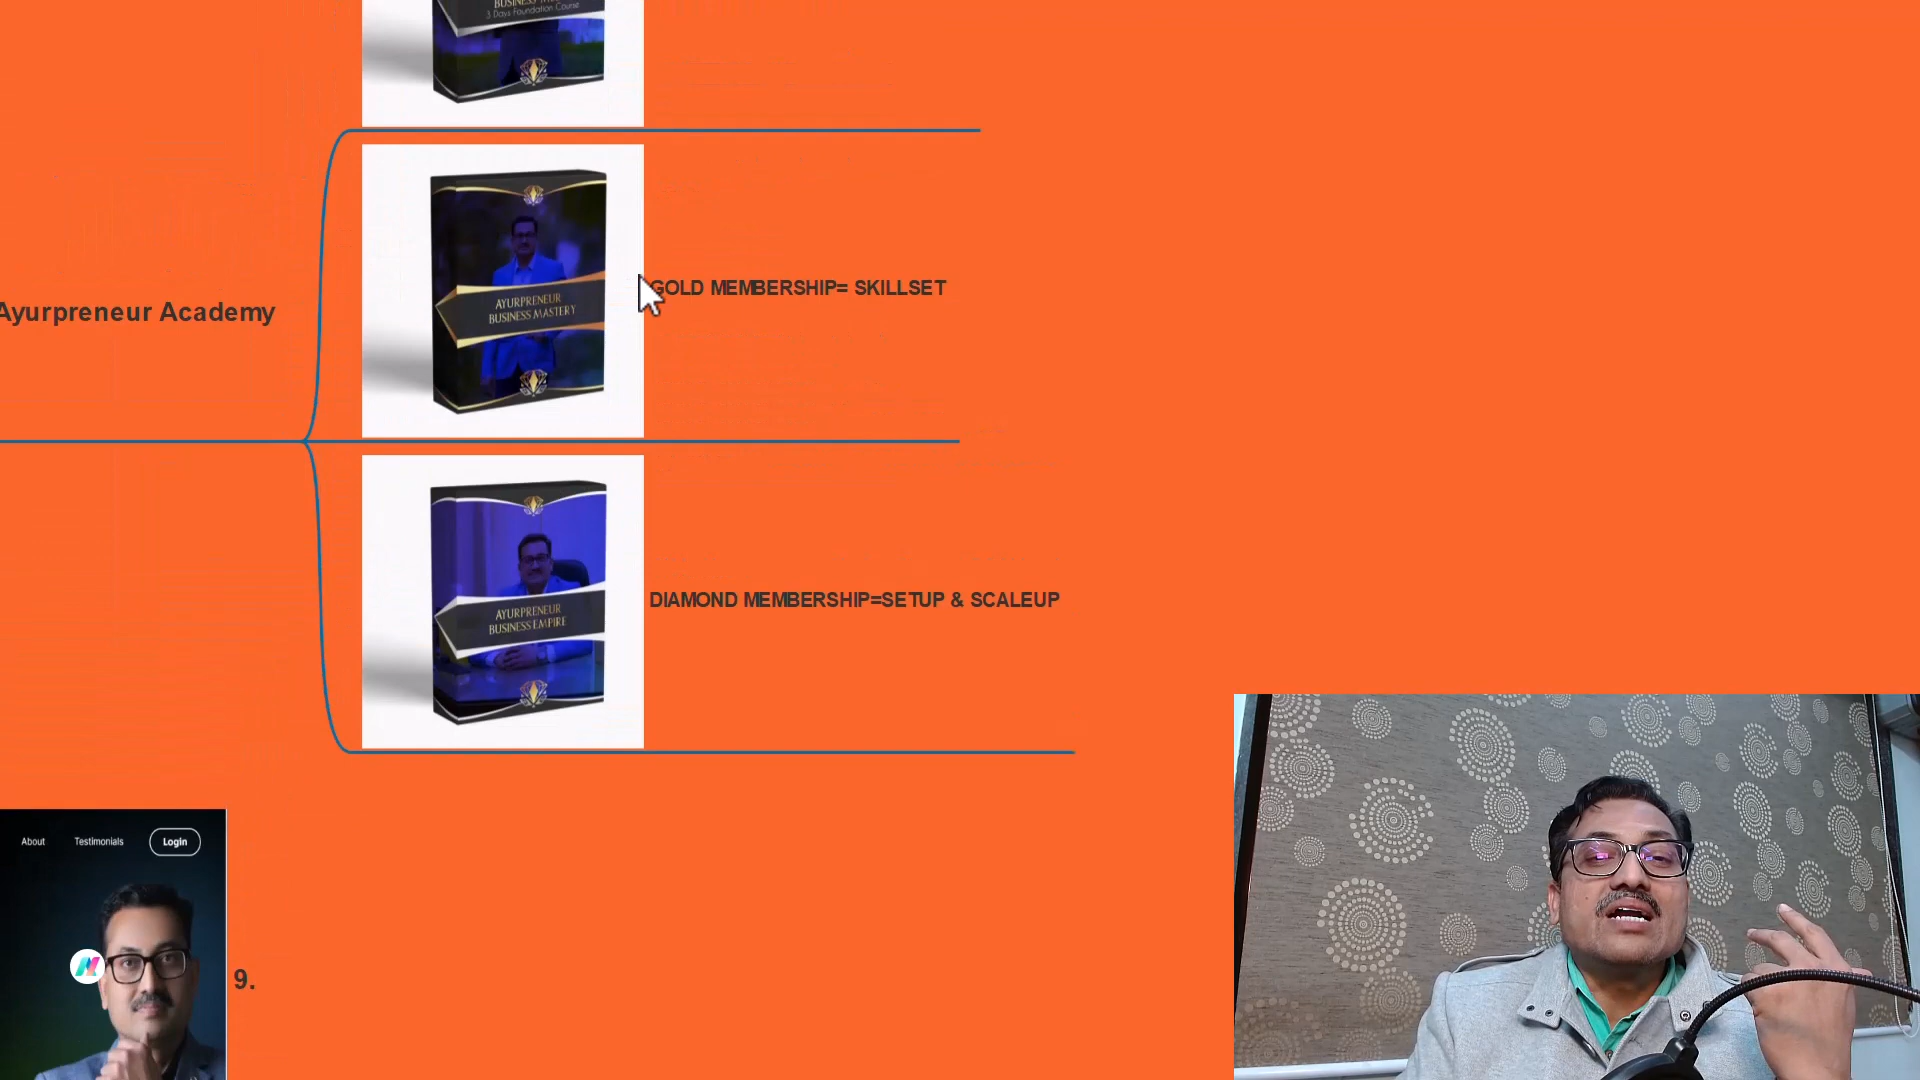 3 Days Foundation Course
AYURPRENEUR
BUSINESS MASTERY
GOLD MEMBERSHIP= SKILLSET
Ayurpreneur Academy
AYURPRENEUR
BUSINESS EMPIRE
DIAMOND MEMBERSHIP=SETUP & SCALEUP
About
Testimonials
Login
9.